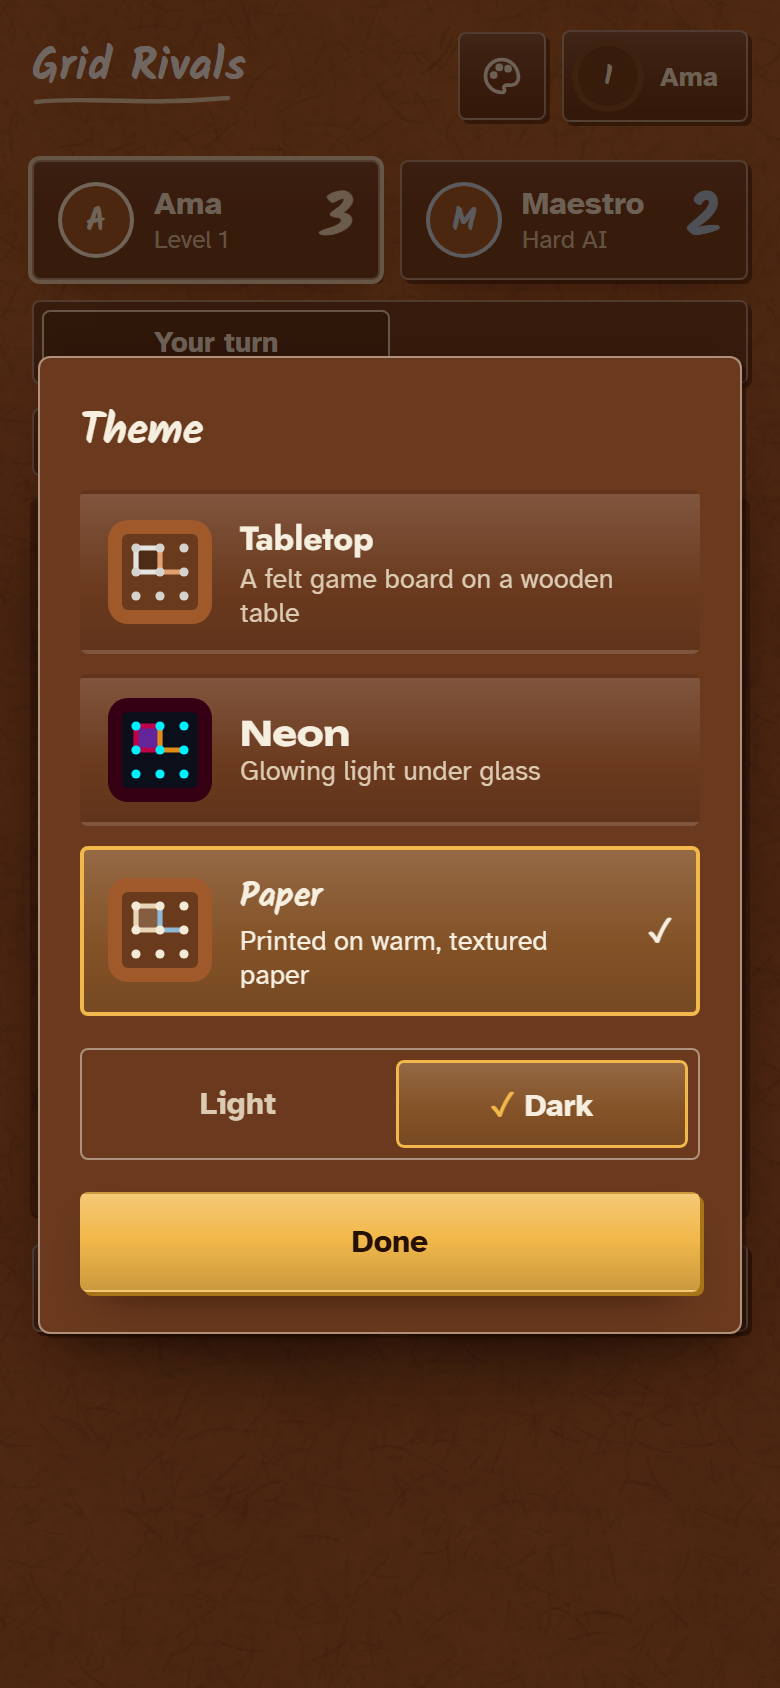 Grid Rivals
1
Ama
A
Ama
Level 1
3
M
Maestro
Hard AI
2
Your turn
Theme
Tabletop
A felt game board on a wooden
table
Neon
Glowing light under glass
Paper
Printed on warm, textured
paper
✓
Light
✓ Dark
Done